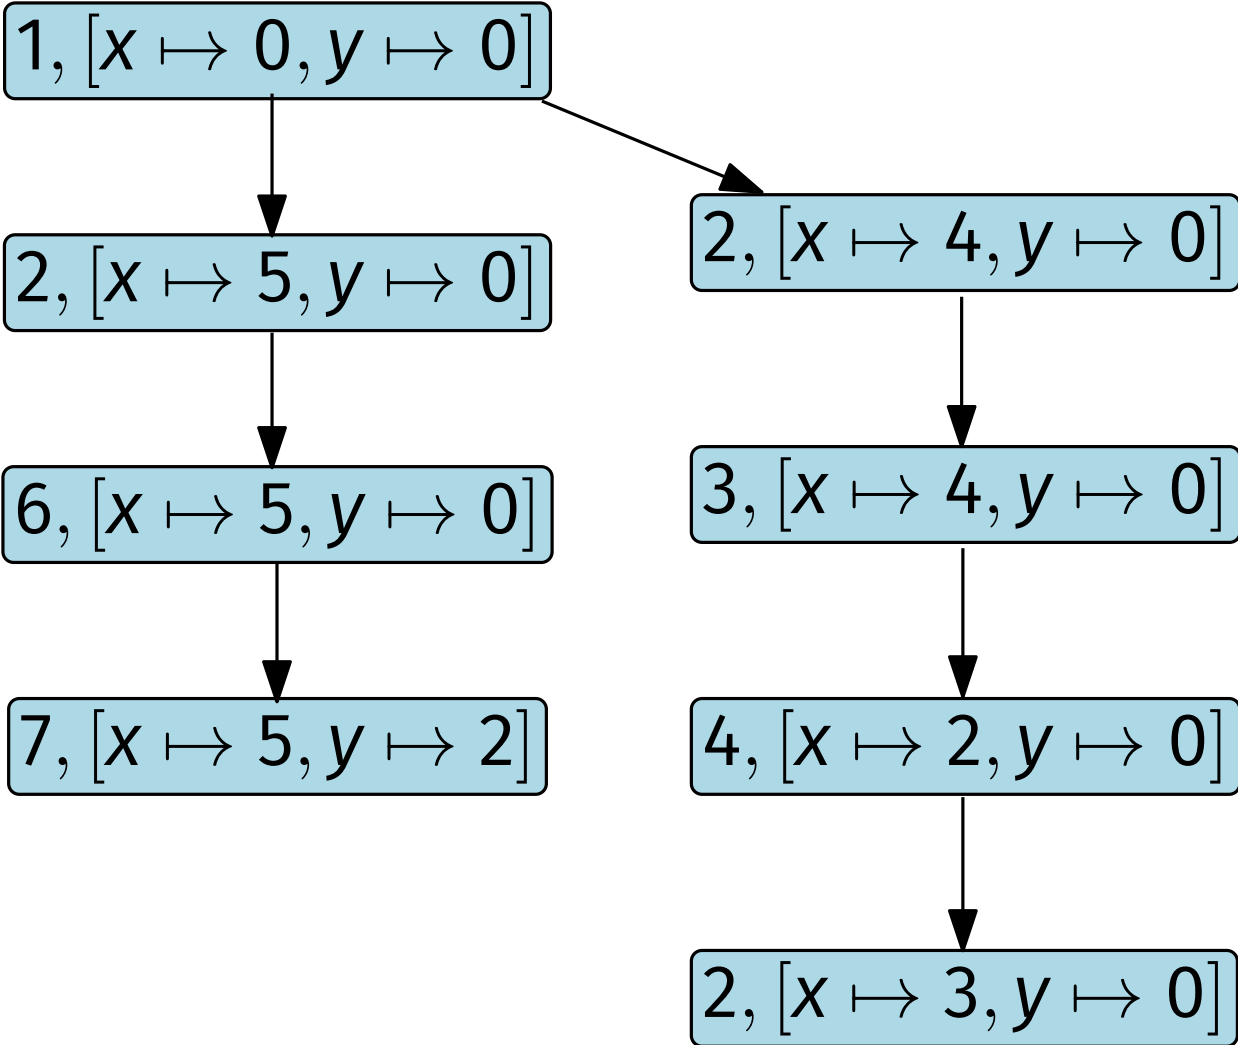 1, [x ↦ 0, y ↦ 0]
2, [x ↦ 5, y ↦ 0]
6, [x ↦ 5, y ↦ 0]
7, [x ↦ 5, y ↦ 2]
2, [x ↦ 4, y ↦ 0]
3, [x ↦ 4, y ↦ 0]
4, [x ↦ 2, y ↦ 0]
2, [x ↦ 3, y ↦ 0]